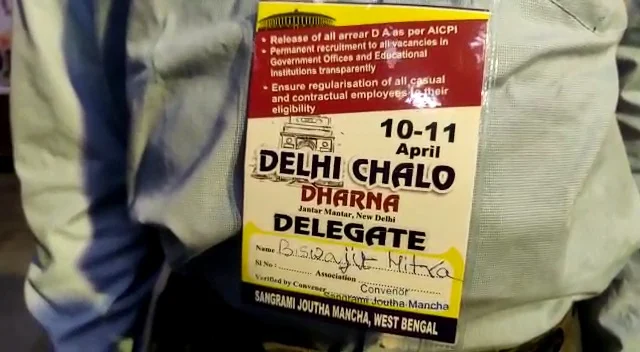 • Release of all arrear D A as per AICPI
• Permanent recruitment to all vacancies in
Government Offices and Educational
Institutions transparently
• Ensure regularisation of all casual
and contractual employees to their
eligibility
10-11
April
DELHI CHALO
DHARNA
Jantar Mantar, New Delhi
DELEGATE
Name Biswajit Mitra
Sl No : ............ Association ............
Convenor
Verified by Convener Sangrami Joutha Mancha
SANGRAMI JOUTHA MANCHA, WEST BENGAL